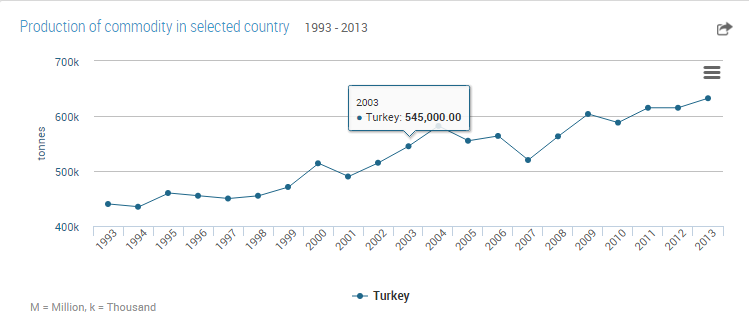 Production of commodity in selected country 1993 - 2013
700k
2003
Turkey: 545,000.00
600k
tonnes
500k
400k
1993 1994 1995 1996 1997 1998 1999 2000 2001 2002 2003 2004 2005 2006 2007 2008 2009 2010 2011 2012 2013
Turkey
M = Million, k = Thousand